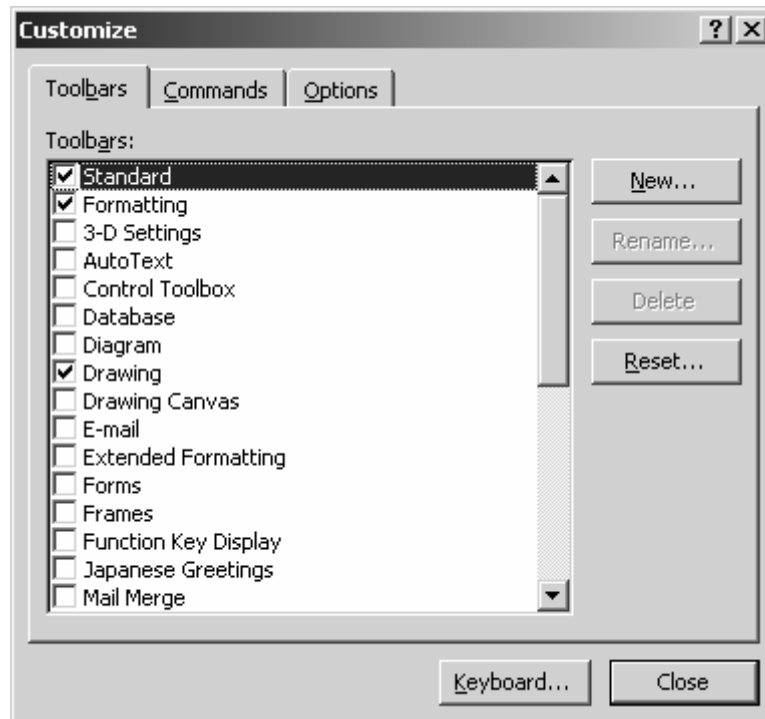 Customize
Toolbars Commands Options
Toolbars:
Standard
Formatting
3-D Settings
AutoText
Control Toolbox
Database
Diagram
Drawing
Drawing Canvas
E-mail
Extended Formatting
Forms
Frames
Function Key Display
Japanese Greetings
Mail Merge
New...
Rename...
Delete
Reset...
Keyboard... Close